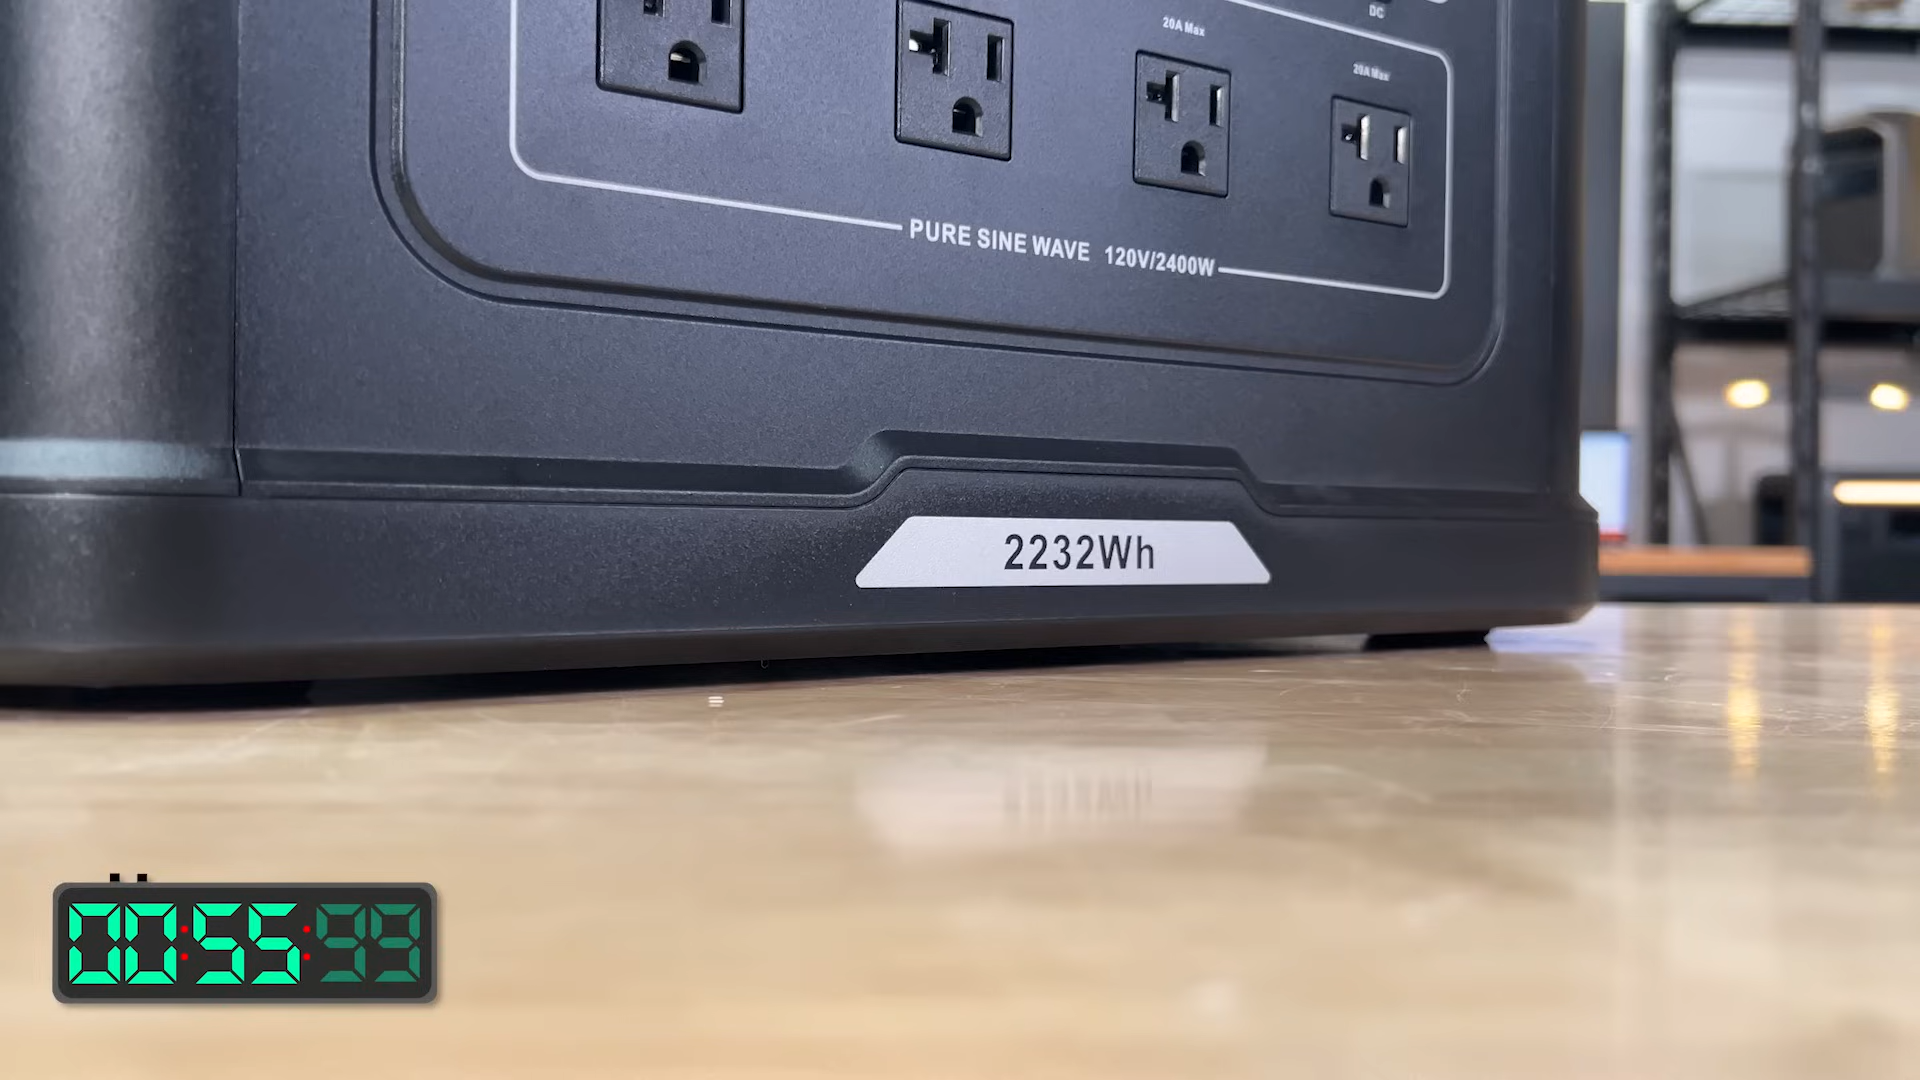 DC
20A Max
20A Max
PURE SINE WAVE 120V/2400W
2232Wh
00:55:99